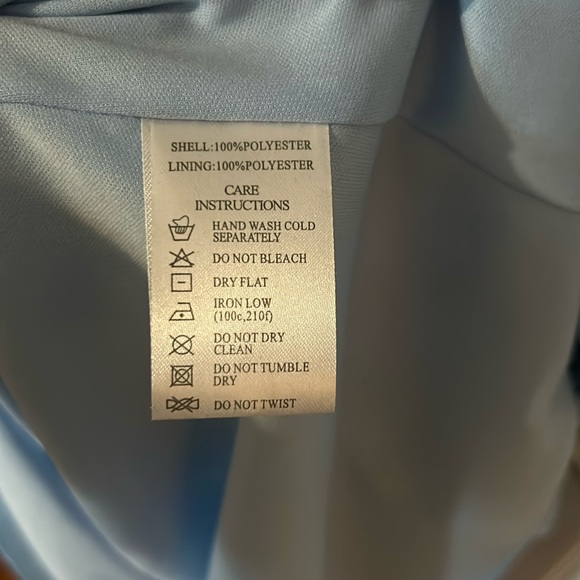 SHELL:100%POLYESTER
LINING:100%POLYESTER
CARE
INSTRUCTIONS
HAND WASH COLD
SEPARATELY
DO NOT BLEACH
DRY FLAT
IRON LOW
(100c,210f)
DO NOT DRY
CLEAN
DO NOT TUMBLE
DRY
DO NOT TWIST